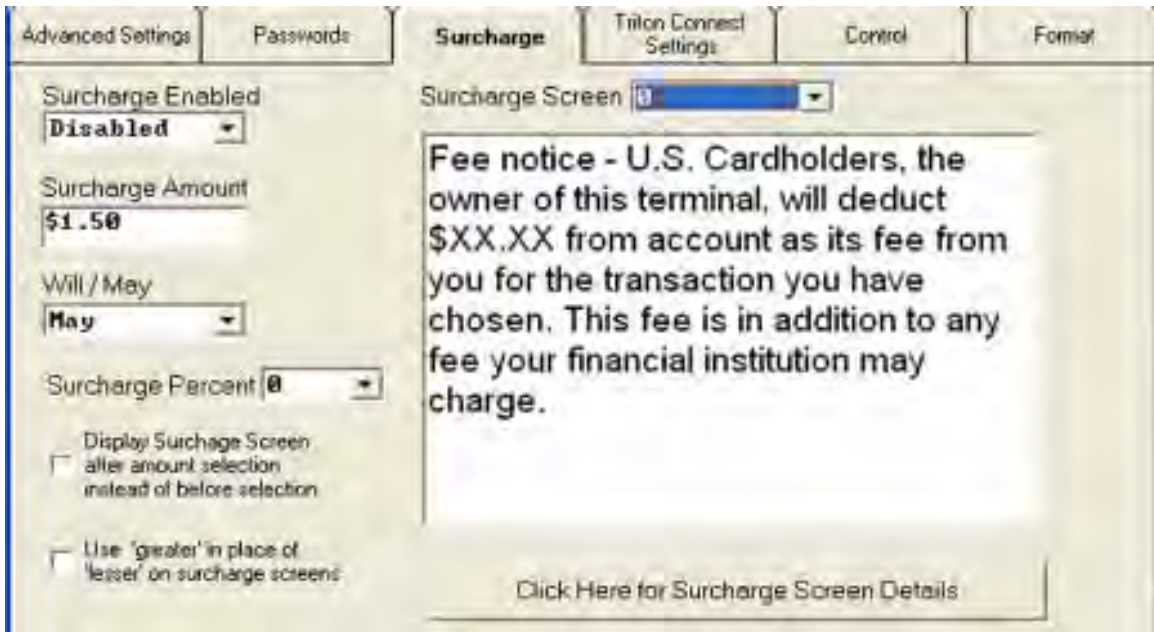 Advanced Settings
Passwords
Surcharge
Triton Connect
Settings
Control
Format
Surcharge Enabled
Disabled
Surcharge Amount
$1.50
Will / May
May
Surcharge Percent 0
Display Surchage Screen
after amount selection
instead of before selection
Use 'greater' in place of
'lesser' on surcharge screens
Surcharge Screen
Fee notice - U.S. Cardholders, the
owner of this terminal, will deduct
$XX.XX from account as its fee from
you for the transaction you have
chosen. This fee is in addition to any
fee your financial institution may
charge.
Click Here for Surcharge Screen Details